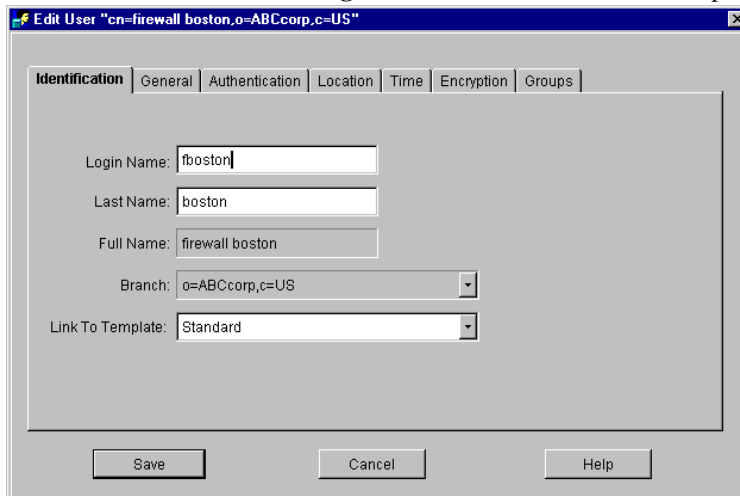 Edit User "cn=firewall boston,o=ABCcorp,c=US"
Identification General Authentication Location Time Encryption Groups
Login Name: fboston
Last Name: boston
Full Name: firewall boston
Branch: o=ABCcorp,c=US
Link To Template: Standard
Save Cancel Help